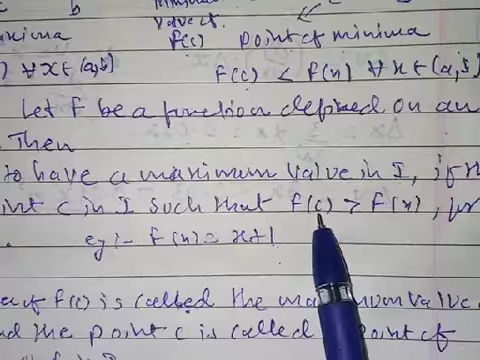 c b
value of
f(c) point of minima
∀ x ∈ (a,b) f(c) < f(x) ∀ x ∈ (a,b)
Let f be a function defined on an
Then
to have a maximum value in I, if
int c in I such that f(c) > f(x), for
eg :- f(x) = x+1
of f(c) is called the maximum value
nd the point c is called point of